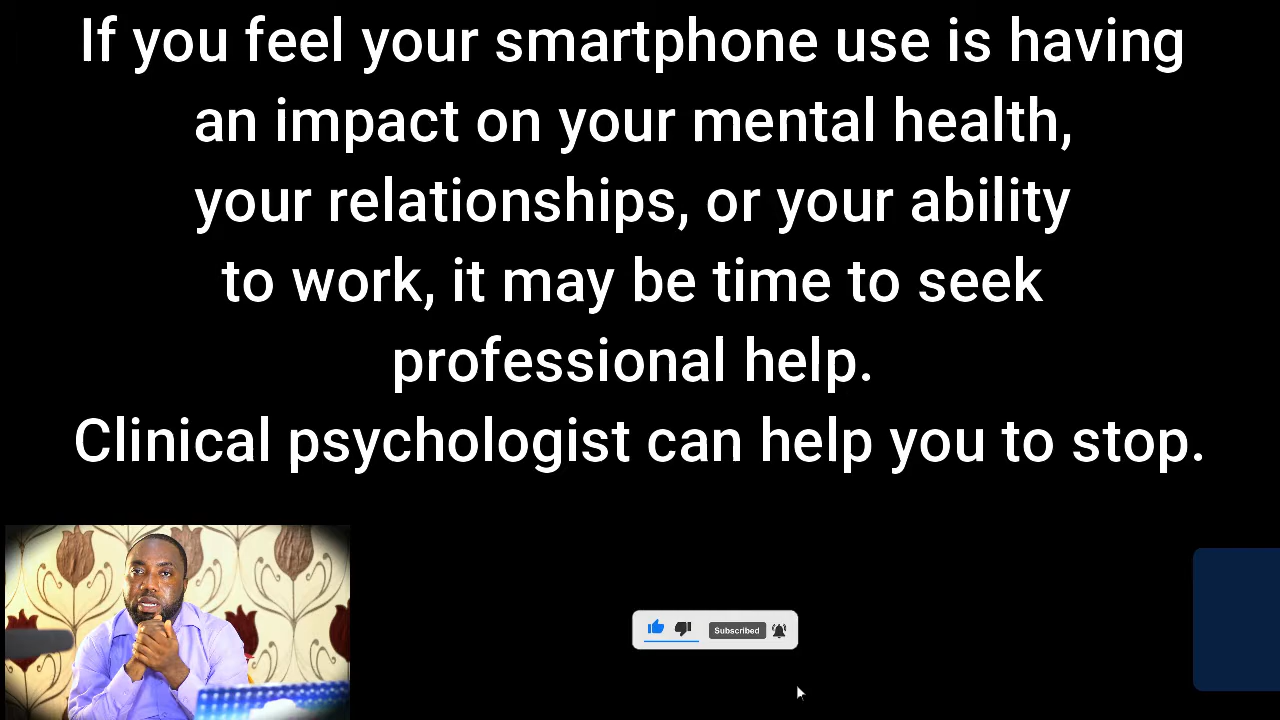 If you feel your smartphone use is having
an impact on your mental health,
your relationships, or your ability
to work, it may be time to seek
professional help.
Clinical psychologist can help you to stop.
Subscribed